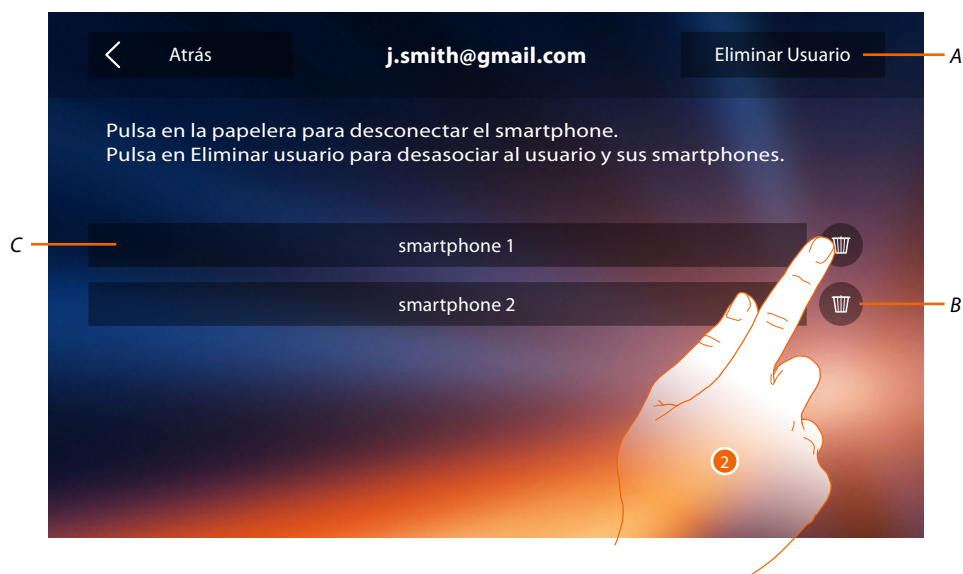 Atrás
j.smith@gmail.com
Eliminar Usuario
A
Pulsa en la papelera para desconectar el smartphone.
Pulsa en Eliminar usuario para desasociar al usuario y sus smartphones.
C
smartphone 1
smartphone 2
B
2